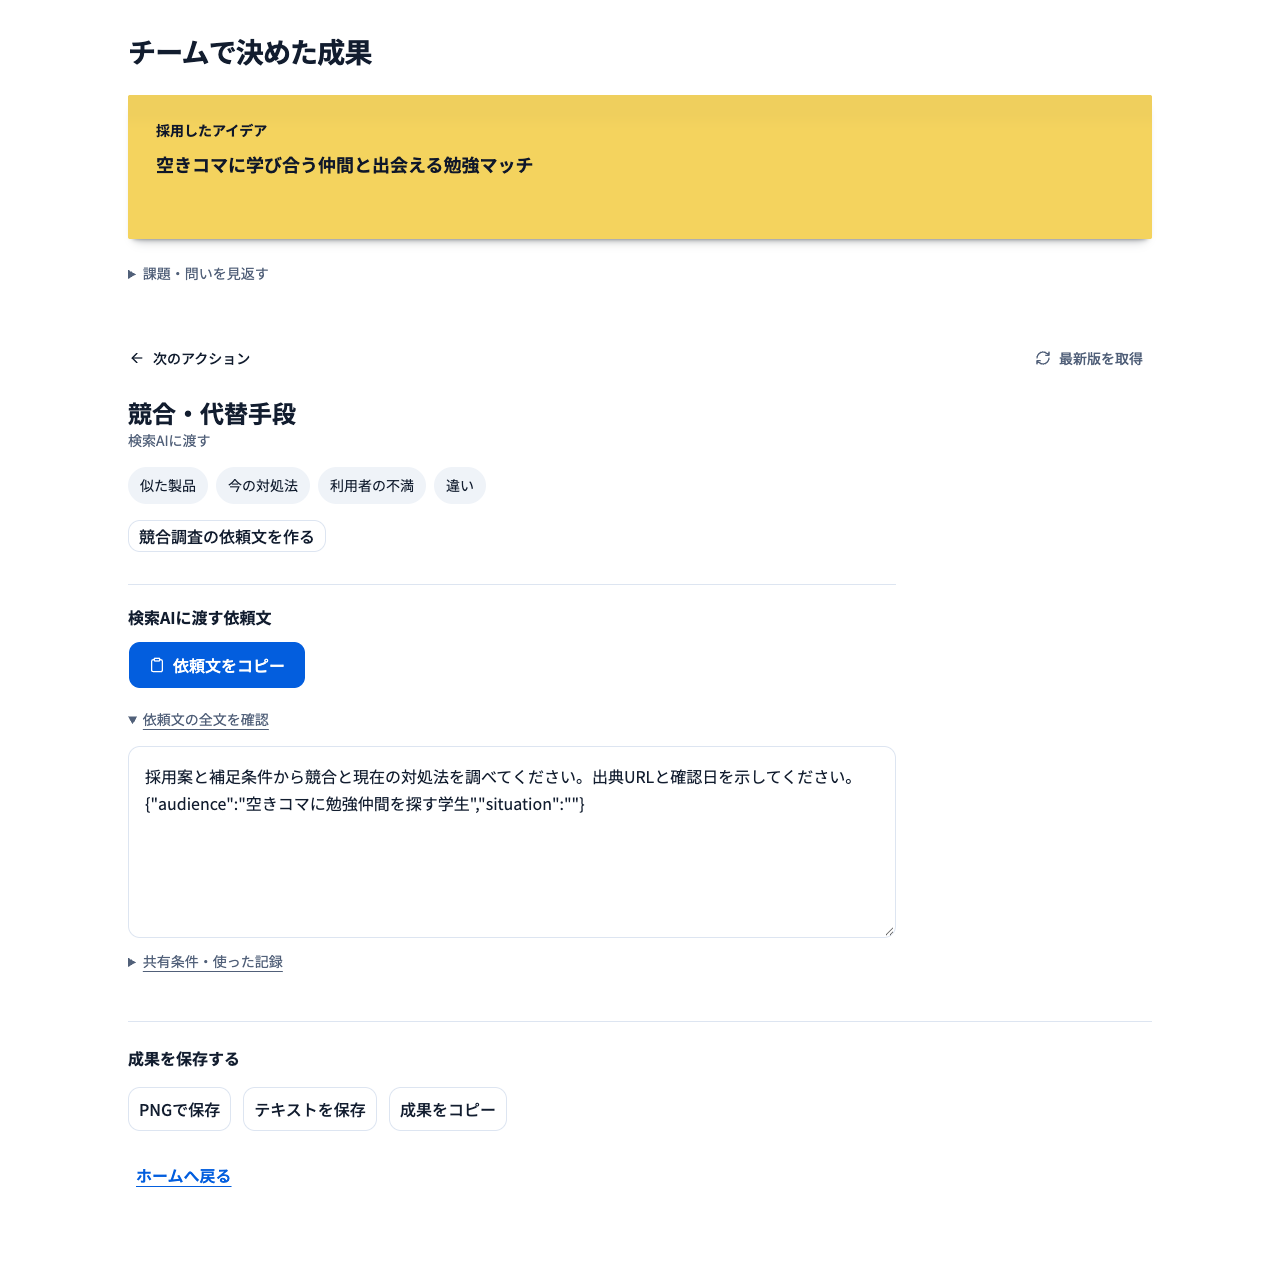 チームで決めた成果
採用したアイデア
空きコマに学び合う仲間と出会える勉強マッチ
課題・問いを見返す
次のアクション
最新版を取得
競合・代替手段
検索AIに渡す
似た製品
今の対処法
利用者の不満
違い
競合調査の依頼文を作る
検索AIに渡す依頼文
依頼文をコピー
依頼文の全文を確認
採用案と補足条件から競合と現在の対処法を調べてください。出典URLと確認日を示してください。
{"audience":"空きコマに勉強仲間を探す学生","situation":""}
共有条件・使った記録
成果を保存する
PNGで保存
テキストを保存
成果をコピー
ホームへ戻る